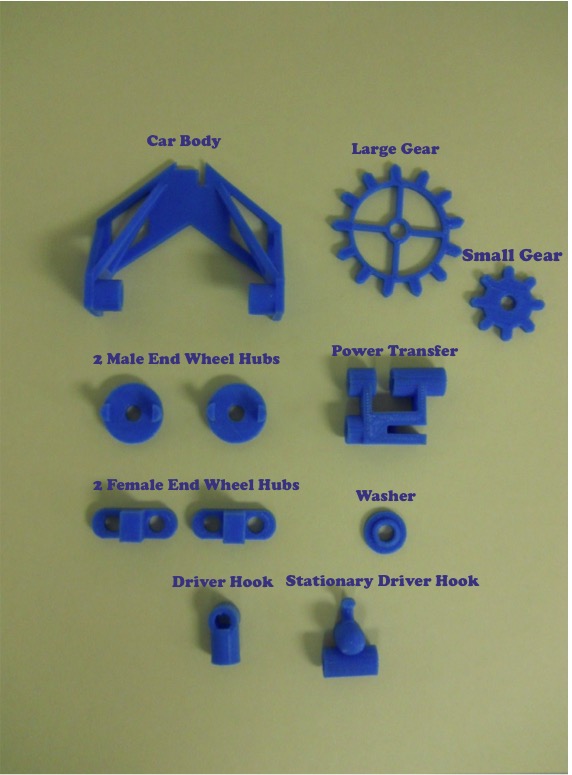 Car Body
Large Gear
Small Gear
2 Male End Wheel Hubs
Power Transfer
2 Female End Wheel Hubs
Washer
Driver Hook
Stationary Driver Hook